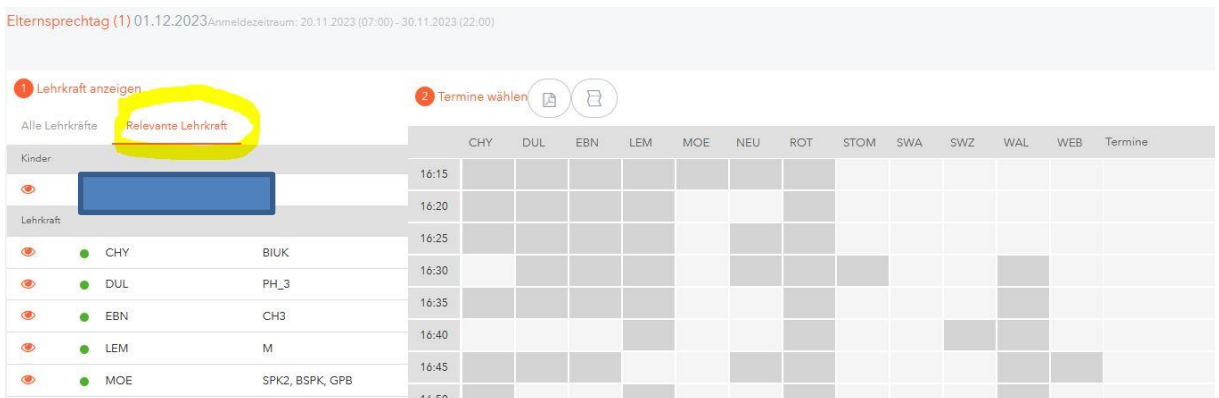 Elternsprechtag (1) 01.12.2023 Anmeldezeitraum: 20.11.2023 (07:00) - 30.11.2023 (22:00)
1 Lehrkraft anzeigen
Alle Lehrkräfte Relevante Lehrkraft
Kinder
Lehrkraft
CHY BIUK
DUL PH_3
EBN CH3
LEM M
MOE SPK2, BSPK, GPB
2 Termine wählen
CHY DUL EBN LEM MOE NEU ROT STOM SWA SWZ WAL WEB Termine
16:15
16:20
16:25
16:30
16:35
16:40
16:45
16:50